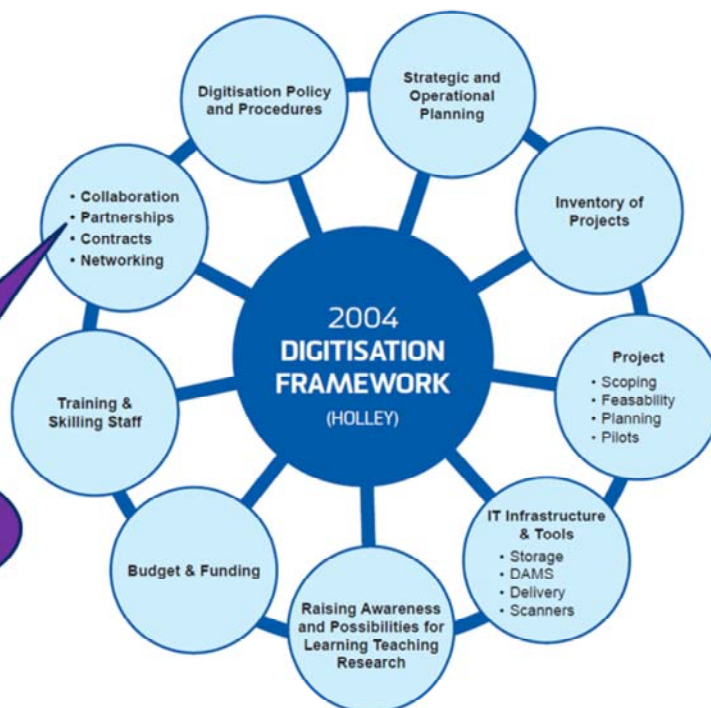 Digitisation Policy
and Procedures
Strategic and
Operational
Planning
Inventory of
Projects
Project
• Scoping
• Feasability
• Planning
• Pilots
IT Infrastructure
& Tools
• Storage
• DAMS
• Delivery
• Scanners
Raising Awareness
and Possibilities for
Learning Teaching
Research
Budget & Funding
Training &
Skilling Staff
• Collaboration
• Partnerships
• Contracts
• Networking
2004
DIGITISATION
FRAMEWORK
(HOLLEY)